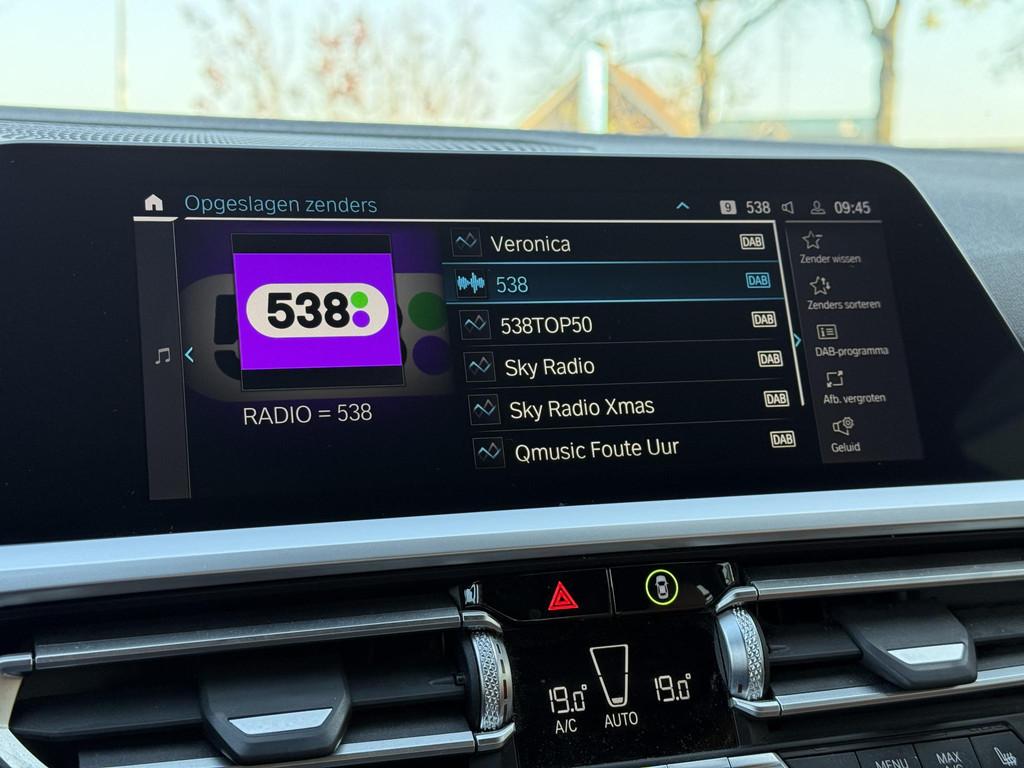 Opgeslagen zenders
9 538 09:45
538
RADIO = 538
Veronica DAB
538 DAB
538TOP50 DAB
Sky Radio DAB
Sky Radio Xmas DAB
Qmusic Foute Uur DAB
Zender wissen
Zenders sorteren
DAB-programma
Afb. vergroten
Geluid
19.0° 19.0°
A/C AUTO
MENU MAX
A/C